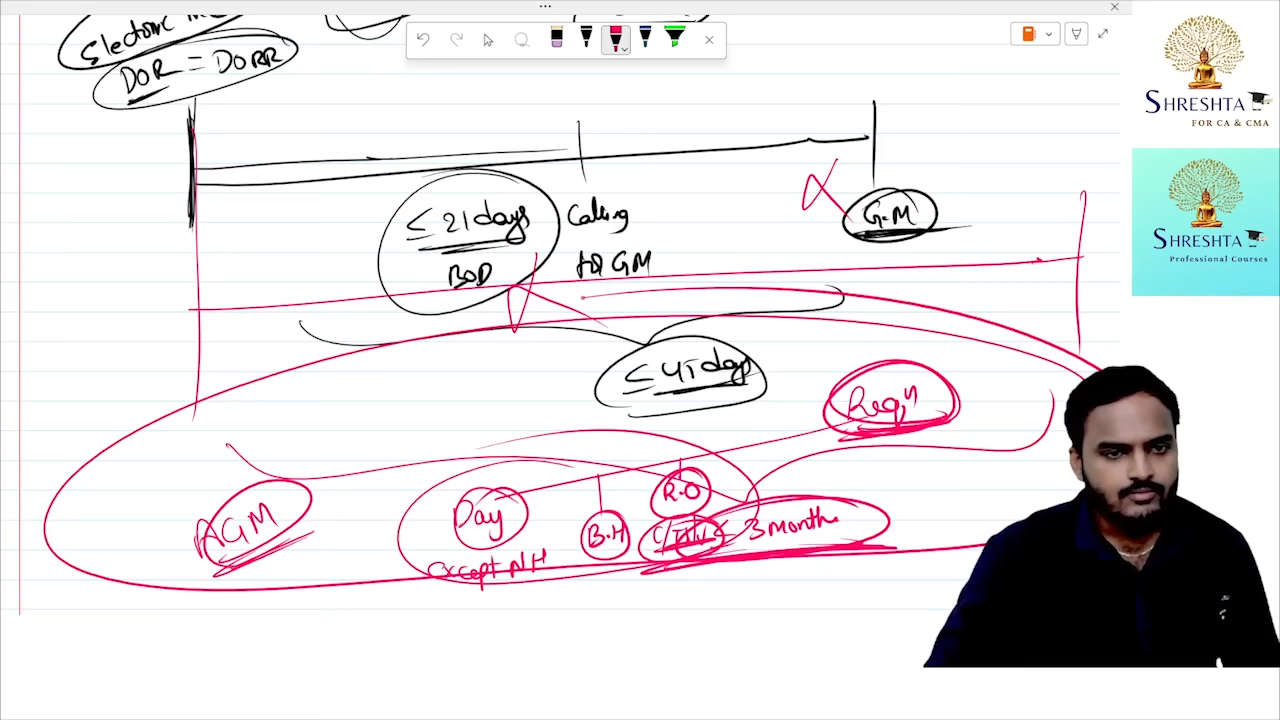 Electronic
DOR = DORR
≤ 21 days
BOD
Calling
for GM
G.M
≤ 45 days
Reqn
AGM
Day
Except N.H
B.H
R.O
3 months
SHRESHTA
FOR CA & CMA
SHRESHTA
Professional Courses